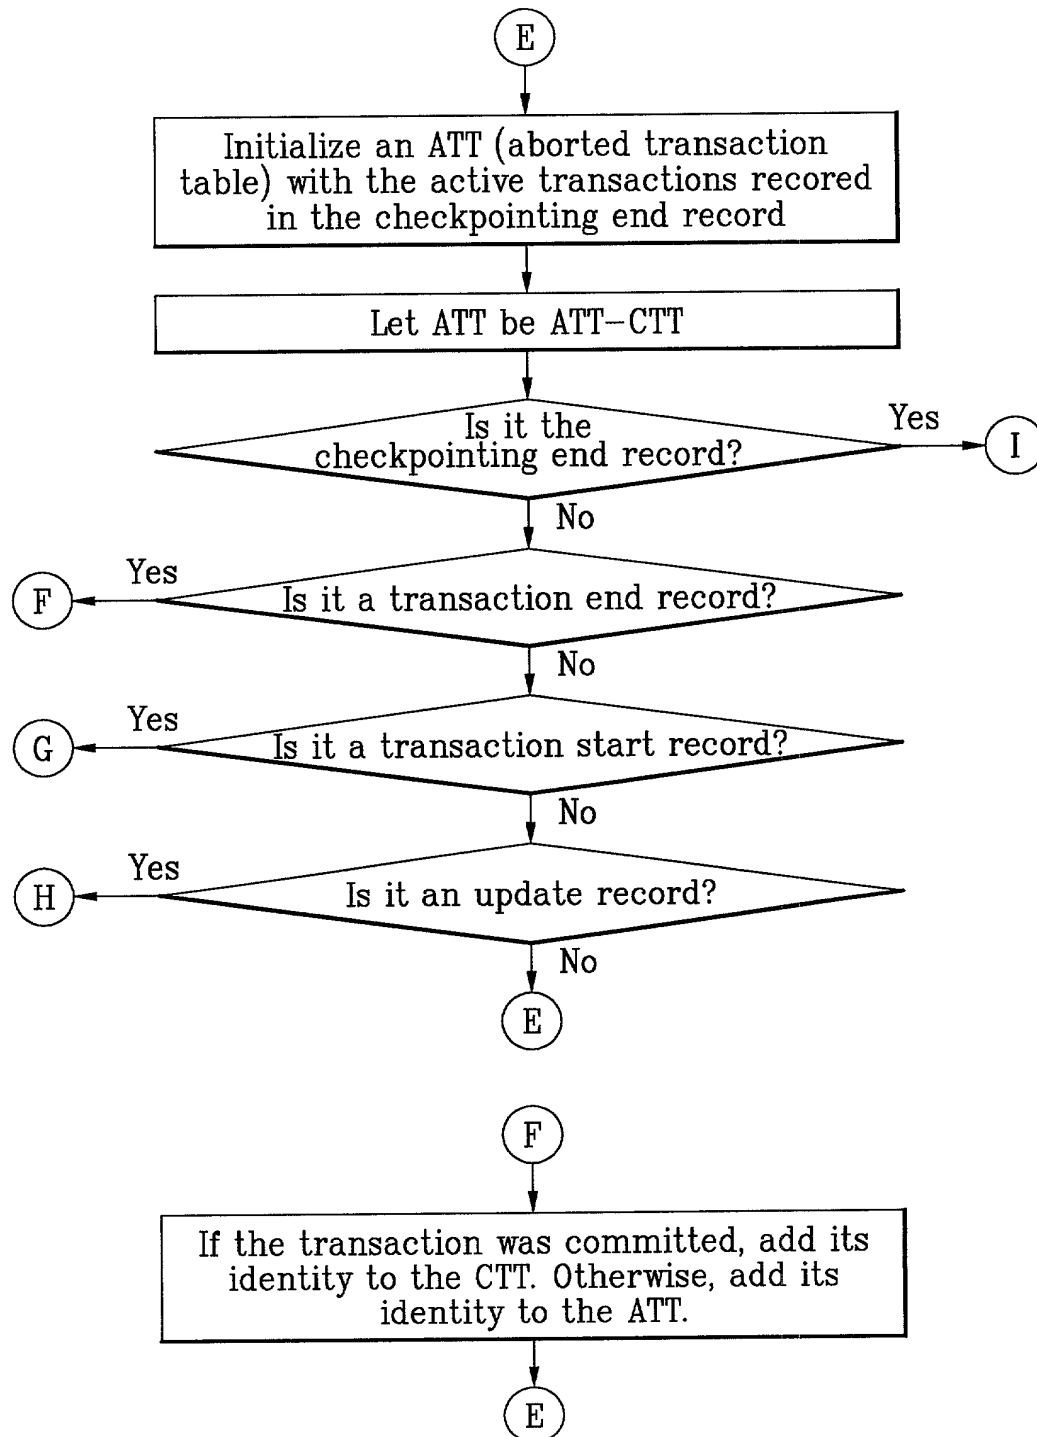 E
Initialize an ATT (aborted transaction
table) with the active transactions recored
in the checkpointing end record
Let ATT be ATT-CTT
Is it the
checkpointing end record?
Yes
I
No
Yes
F
Is it a transaction end record?
No
Yes
G
Is it a transaction start record?
No
Yes
H
Is it an update record?
No
E
F
If the transaction was committed, add its
identity to the CTT. Otherwise, add its
identity to the ATT.
E